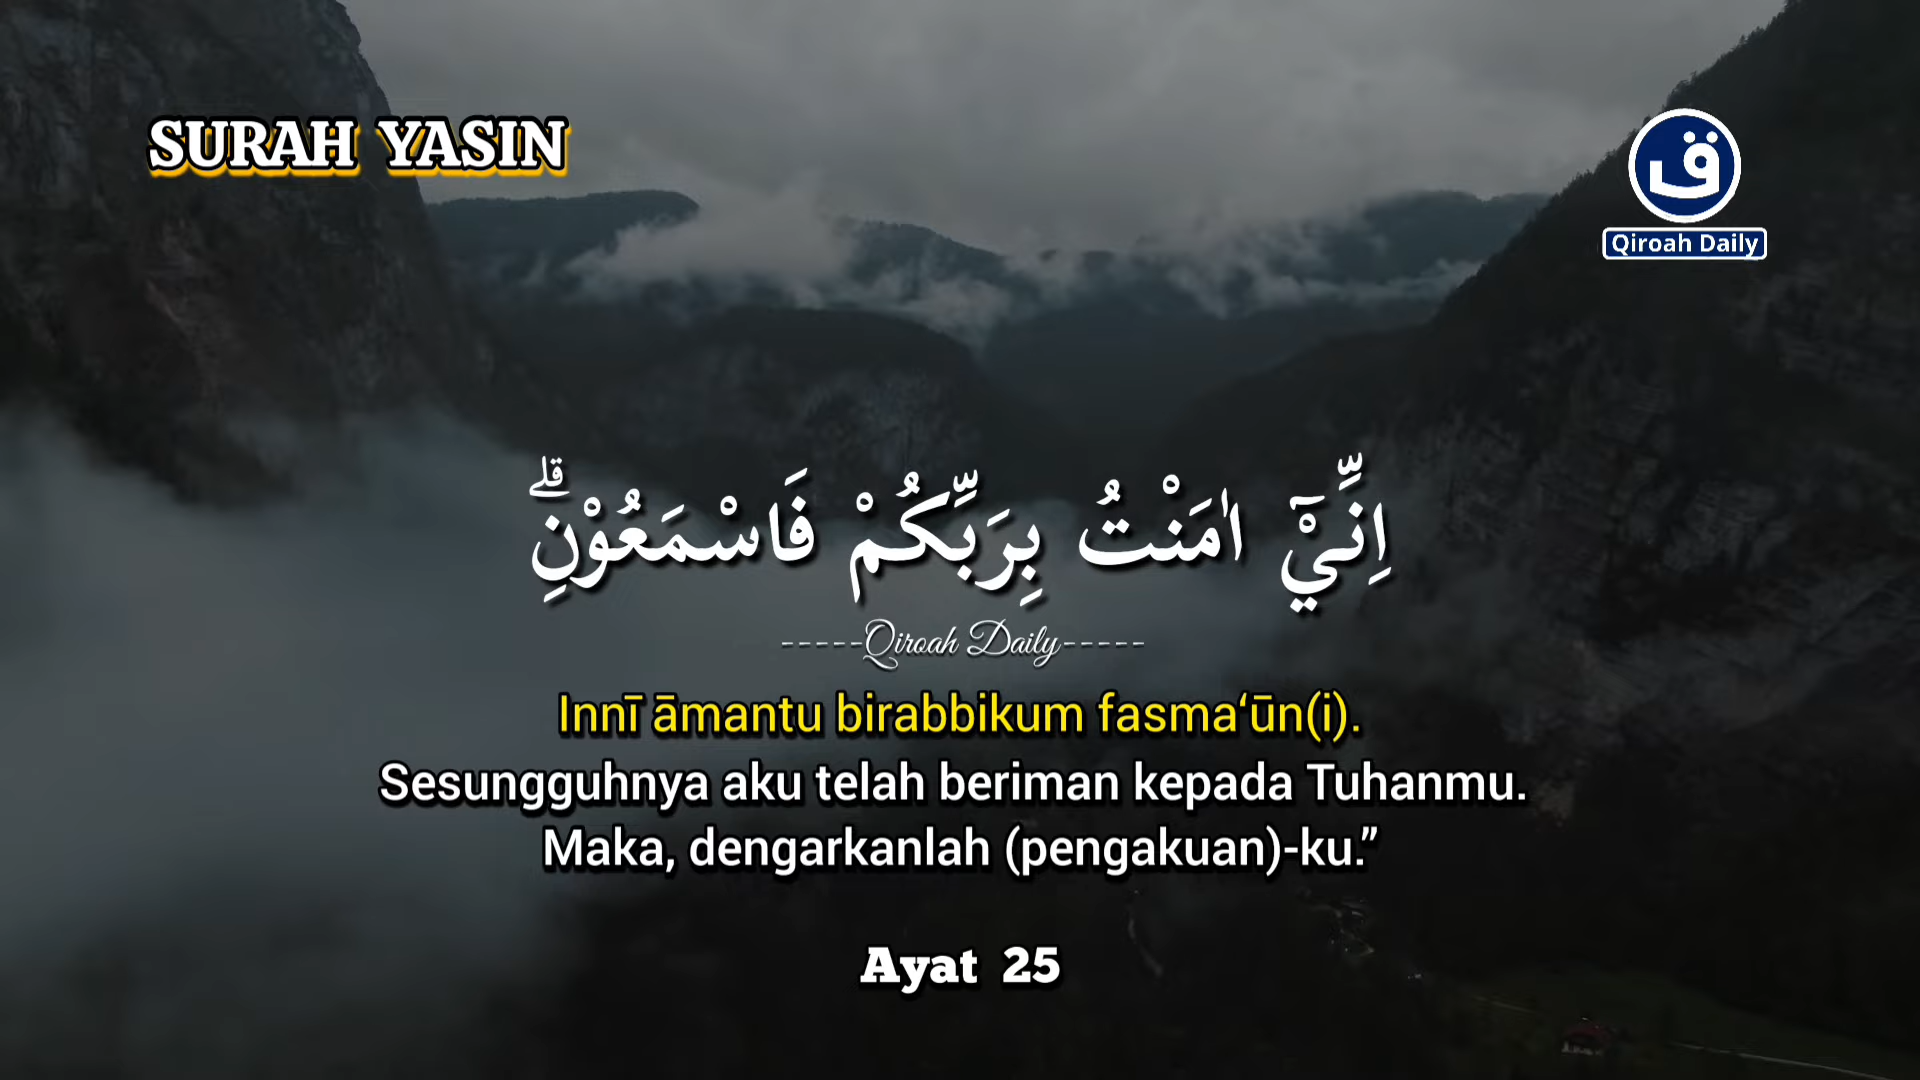 SURAH YASIN
ق
Qiroah Daily
اِنِّيْٓ اٰمَنْتُ بِرَبِّكُمْ فَاسْمَعُوْنِۗ
-----Qiroah Daily-----
Innī āmantu birabbikum fasma‘ūn(i).
Sesungguhnya aku telah beriman kepada Tuhanmu.
Maka, dengarkanlah (pengakuan)-ku.”
Ayat 25